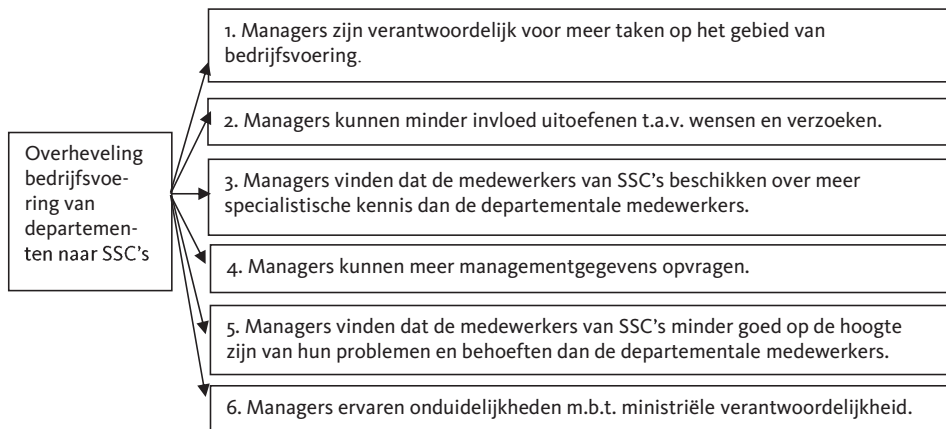 Overheveling
bedrijfsvoe-
ring van
departemen-
ten naar SSC's
1. Managers zijn verantwoordelijk voor meer taken op het gebied van
bedrijfsvoering.
2. Managers kunnen minder invloed uitoefenen t.a.v. wensen en verzoeken.
3. Managers vinden dat de medewerkers van SSC's beschikken over meer
specialistische kennis dan de departementale medewerkers.
4. Managers kunnen meer managementgegevens opvragen.
5. Managers vinden dat de medewerkers van SSC's minder goed op de hoogte
zijn van hun problemen en behoeften dan de departementale medewerkers.
6. Managers ervaren onduidelijkheden m.b.t. ministriële verantwoordelijkheid.